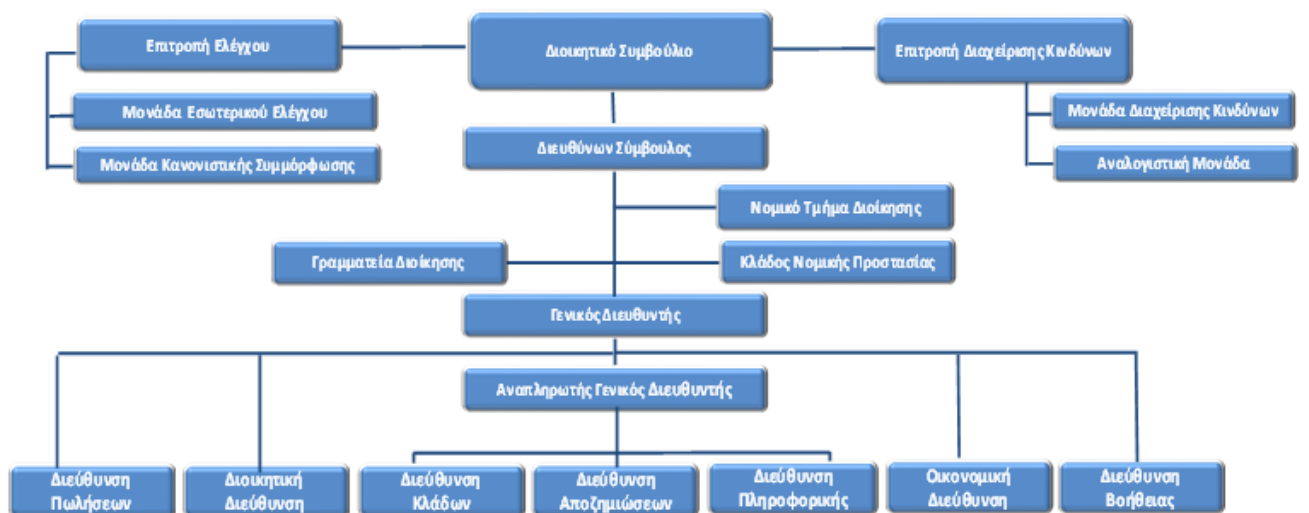 Επιτροπή Ελέγχου
Διοικητικό Συμβούλιο
Επιτροπή Διαχείρισης Κινδύνων
Μονάδα Εσωτερικού Ελέγχου
Μονάδα Διαχείρισης Κινδύνων
Διευθύνων Σύμβουλος
Μονάδα Κανονιστικής Συμμόρφωσης
Αναλογιστική Μονάδα
Νομικό Τμήμα Διοίκησης
Γραμματεία Διοίκησης
Κλάδος Νομικής Προστασίας
Γενικός Διευθυντής
Αναπληρωτής Γενικός Διευθυντής
Διεύθυνση
Πωλήσεων
Διοικητική
Διεύθυνση
Διεύθυνση
Κλάδων
Διεύθυνση
Αποζημιώσεων
Διεύθυνση
Πληροφορικής
Οικονομική
Διεύθυνση
Διεύθυνση
Βοήθειας